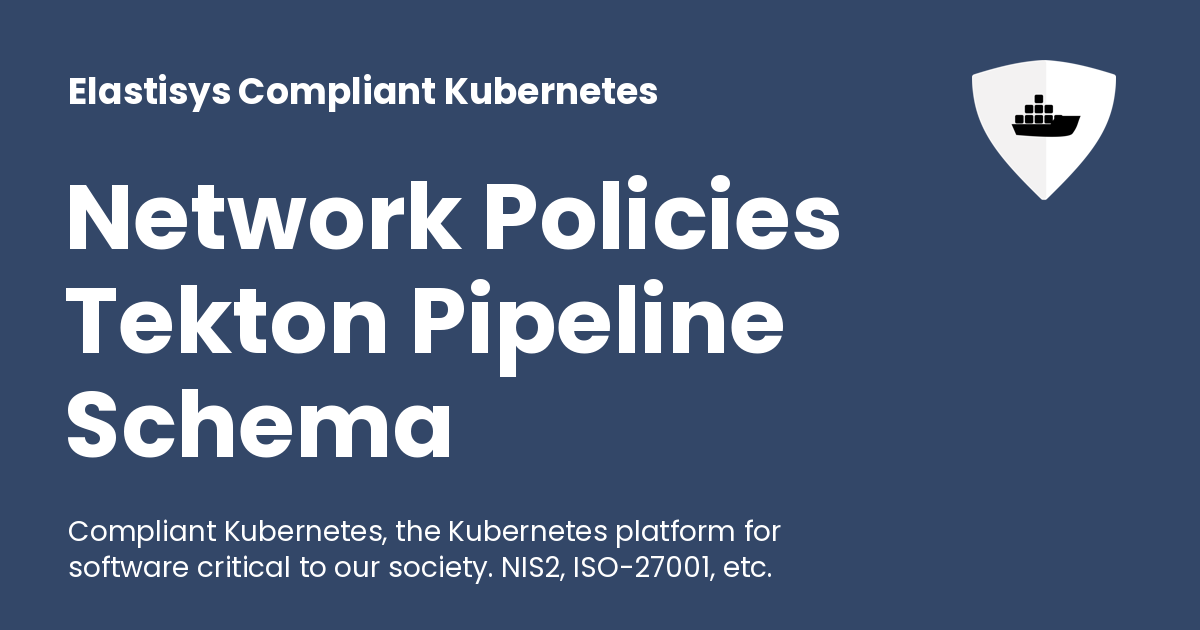 Elastisys Compliant Kubernetes
Network Policies
Tekton Pipeline
Schema
Compliant Kubernetes, the Kubernetes platform for
software critical to our society. NIS2, ISO-27001, etc.